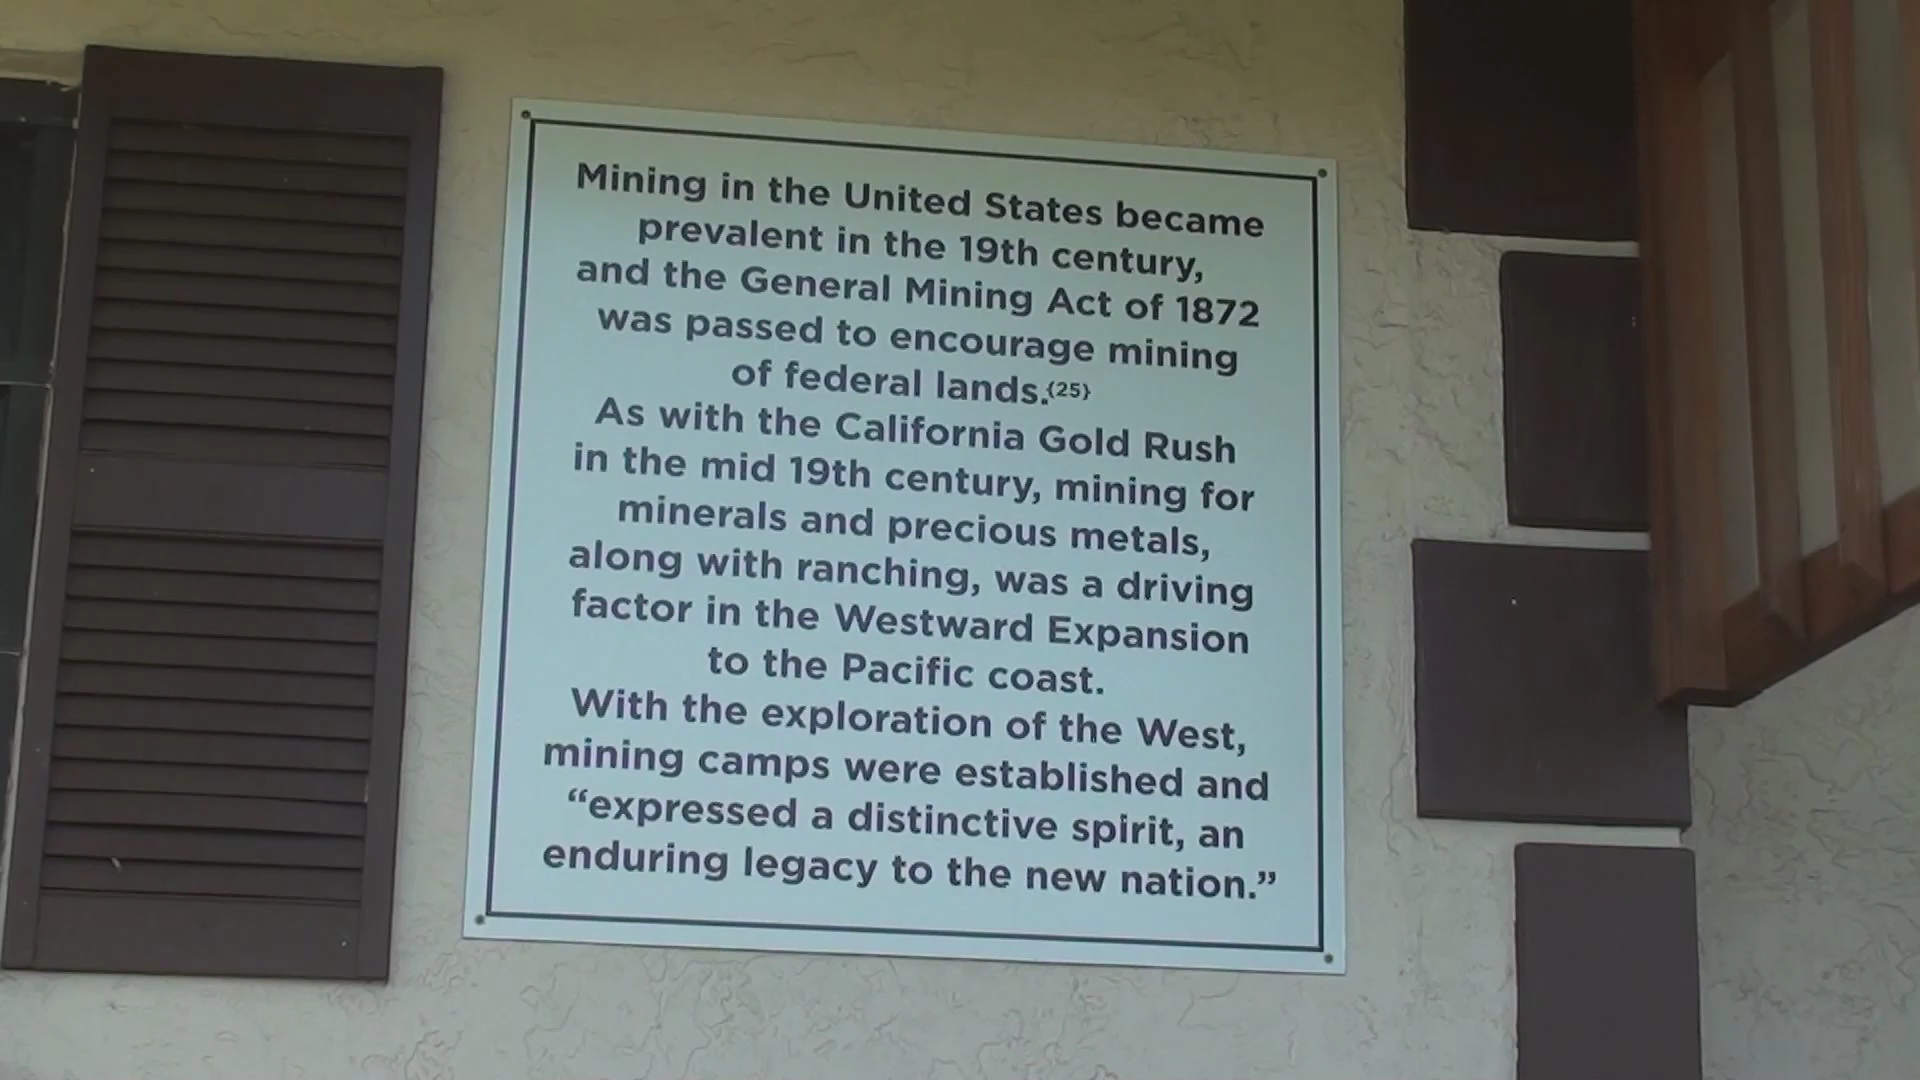 Mining in the United States became
prevalent in the 19th century,
and the General Mining Act of 1872
was passed to encourage mining
of federal lands.{25}
As with the California Gold Rush
in the mid 19th century, mining for
minerals and precious metals,
along with ranching, was a driving
factor in the Westward Expansion
to the Pacific coast.
With the exploration of the West,
mining camps were established and
“expressed a distinctive spirit, an
enduring legacy to the new nation.”